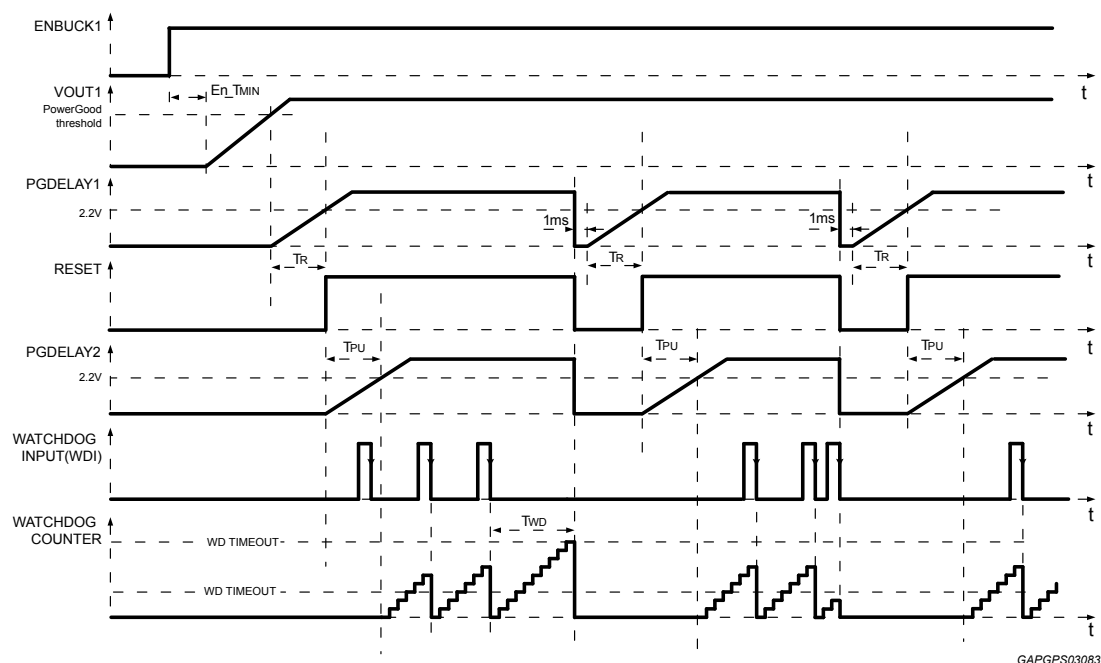 ENBUCK1
t
VOUT1
PowerGood
threshold
En_TMIN
t
PGDELAY1
2.2V
1ms
1ms
t
RESET
TR
TR
TR
t
PGDELAY2
2.2V
TPU
TPU
TPU
t
WATCHDOG
INPUT(WDI)
t
WATCHDOG
COUNTER
TWD
WD TIMEOUT
WD TIMEOUT
t
GAPGPS03083